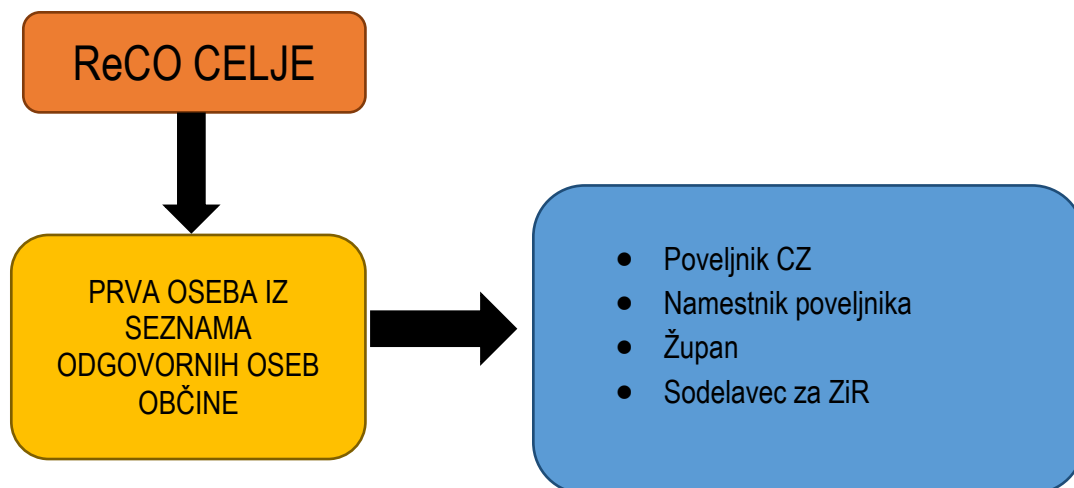 ReCO CELJE
PRVA OSEBA IZ
SEZNAMA
ODGOVORNIH OSEB
OBČINE
• Poveljnik CZ
• Namestnik poveljnika
• Župan
• Sodelavec za ZiR